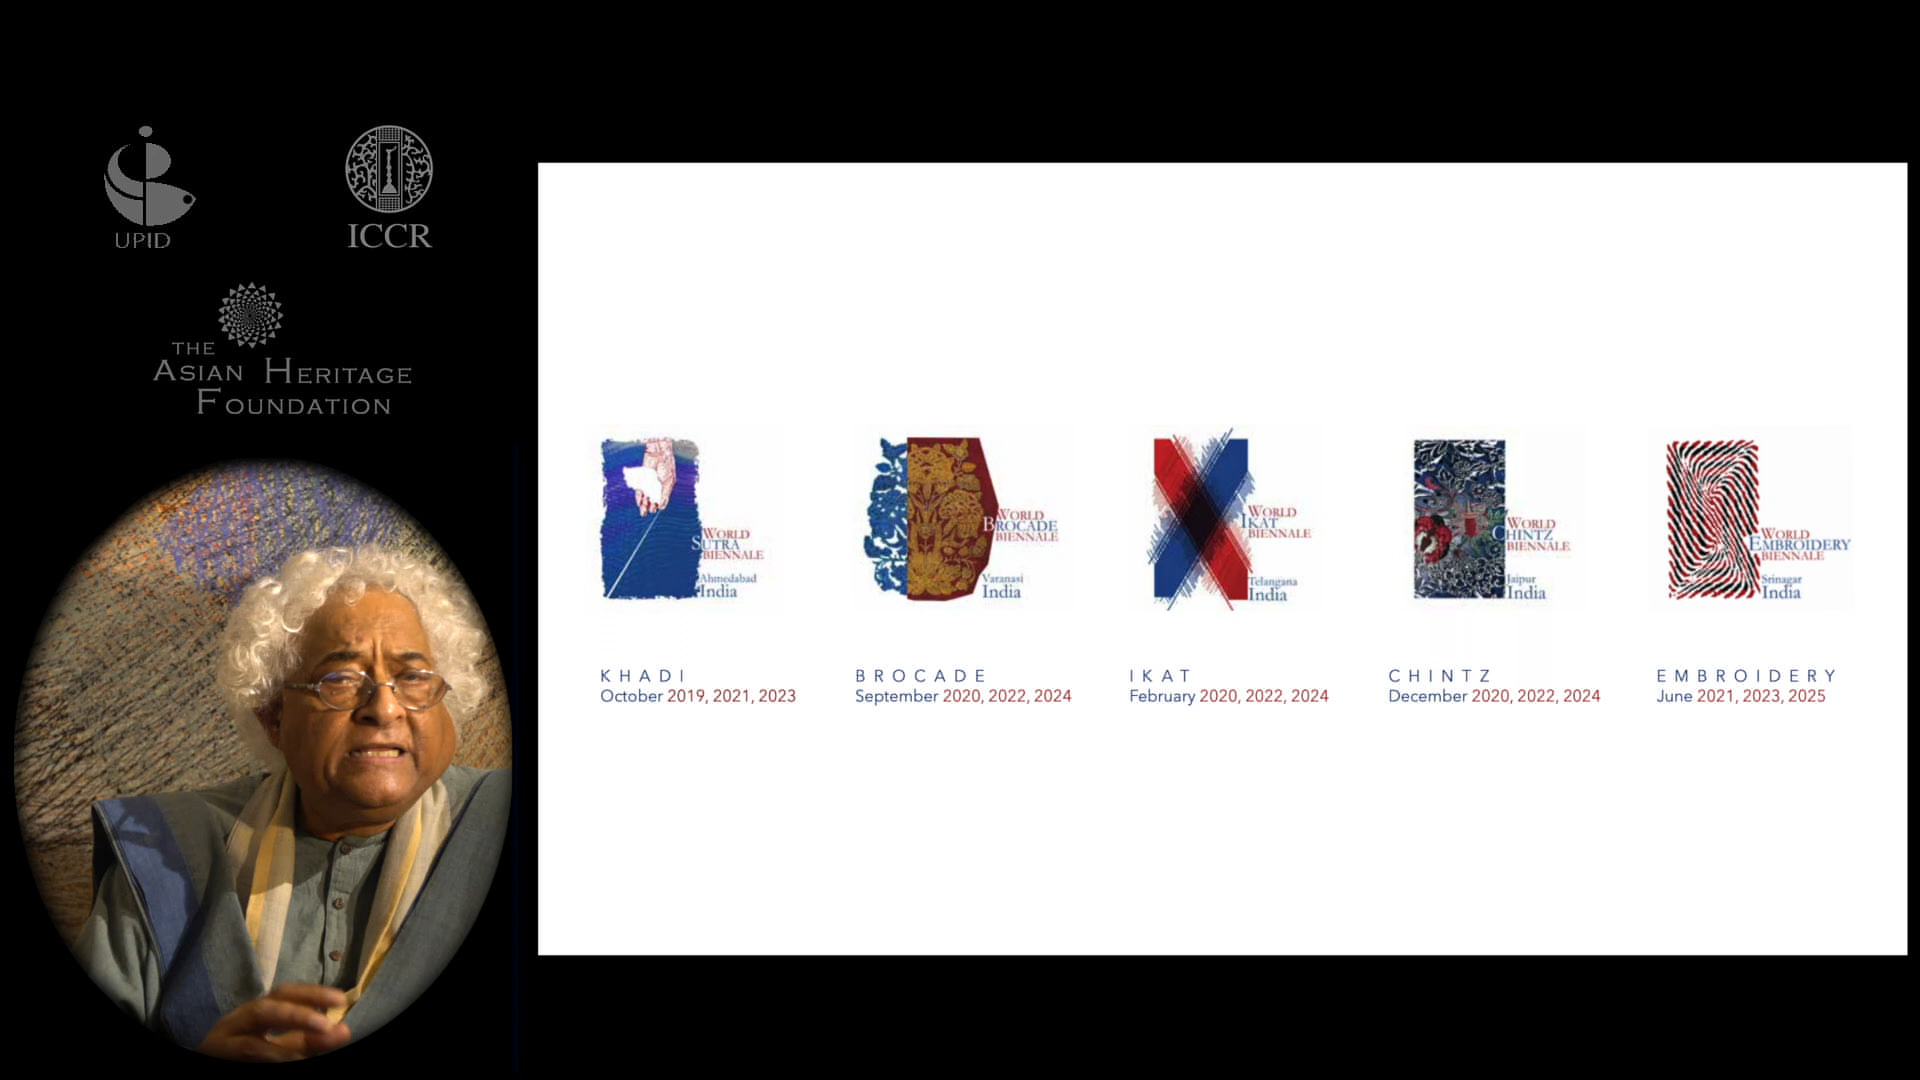 UPID
ICCR
THE
ASIAN HERITAGE
FOUNDATION
WORLD
SUTRA
BIENNALE
Ahmedabad
India
WORLD
BROCADE
BIENNALE
Varanasi
India
WORLD
IKAT
BIENNALE
Telangana
India
WORLD
CHINTZ
BIENNALE
Jaipur
India
WORLD
EMBROIDERY
BIENNALE
Srinagar
India
KHADI
October 2019, 2021, 2023
BROCADE
September 2020, 2022, 2024
IKAT
February 2020, 2022, 2024
CHINTZ
December 2020, 2022, 2024
EMBROIDERY
June 2021, 2023, 2025